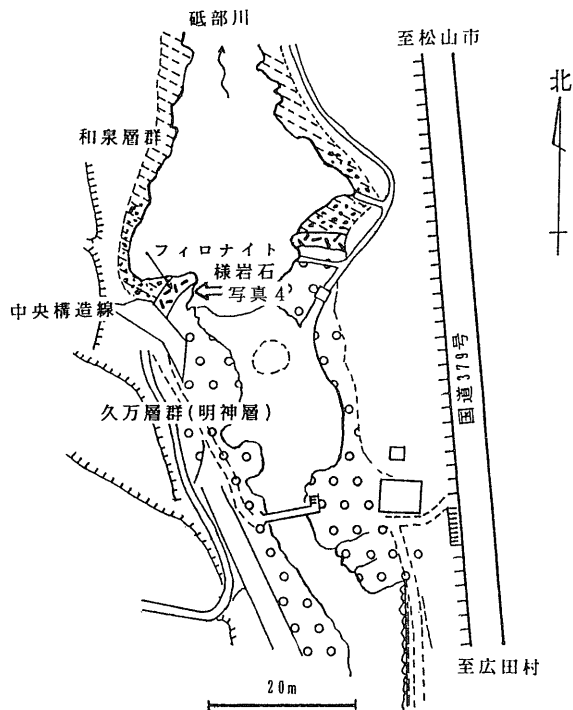 砥部川
至松山市
北
和泉層群
フィロナイト
様岩石
写真4
中央構造線
国道379号
久万層群(明神層)
至広田村
20m